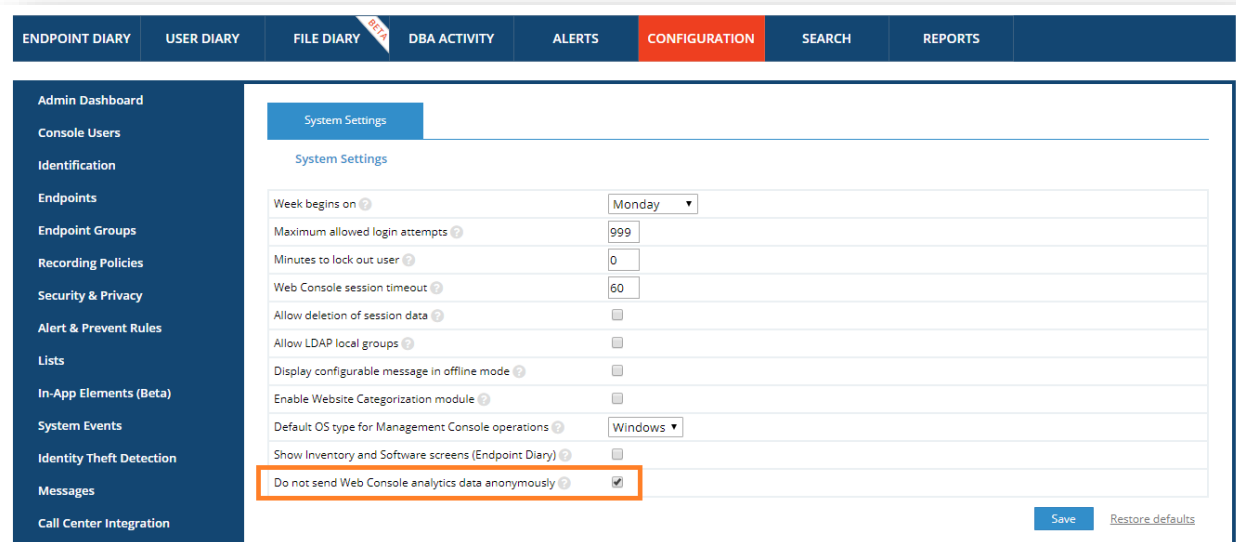 ENDPOINT DIARY USER DIARY FILE DIARY BETA DBA ACTIVITY ALERTS CONFIGURATION SEARCH REPORTS
Admin Dashboard
Console Users
Identification
Endpoints
Endpoint Groups
Recording Policies
Security & Privacy
Alert & Prevent Rules
Lists
In-App Elements (Beta)
System Events
Identity Theft Detection
Messages
Call Center Integration
System Settings
System Settings
Week begins on ? Monday
Maximum allowed login attempts ? 999
Minutes to lock out user ? 0
Web Console session timeout ? 60
Allow deletion of session data ?
Allow LDAP local groups ?
Display configurable message in offline mode ?
Enable Website Categorization module ?
Default OS type for Management Console operations ? Windows
Show Inventory and Software screens (Endpoint Diary) ?
Do not send Web Console analytics data anonymously ?
Save Restore defaults